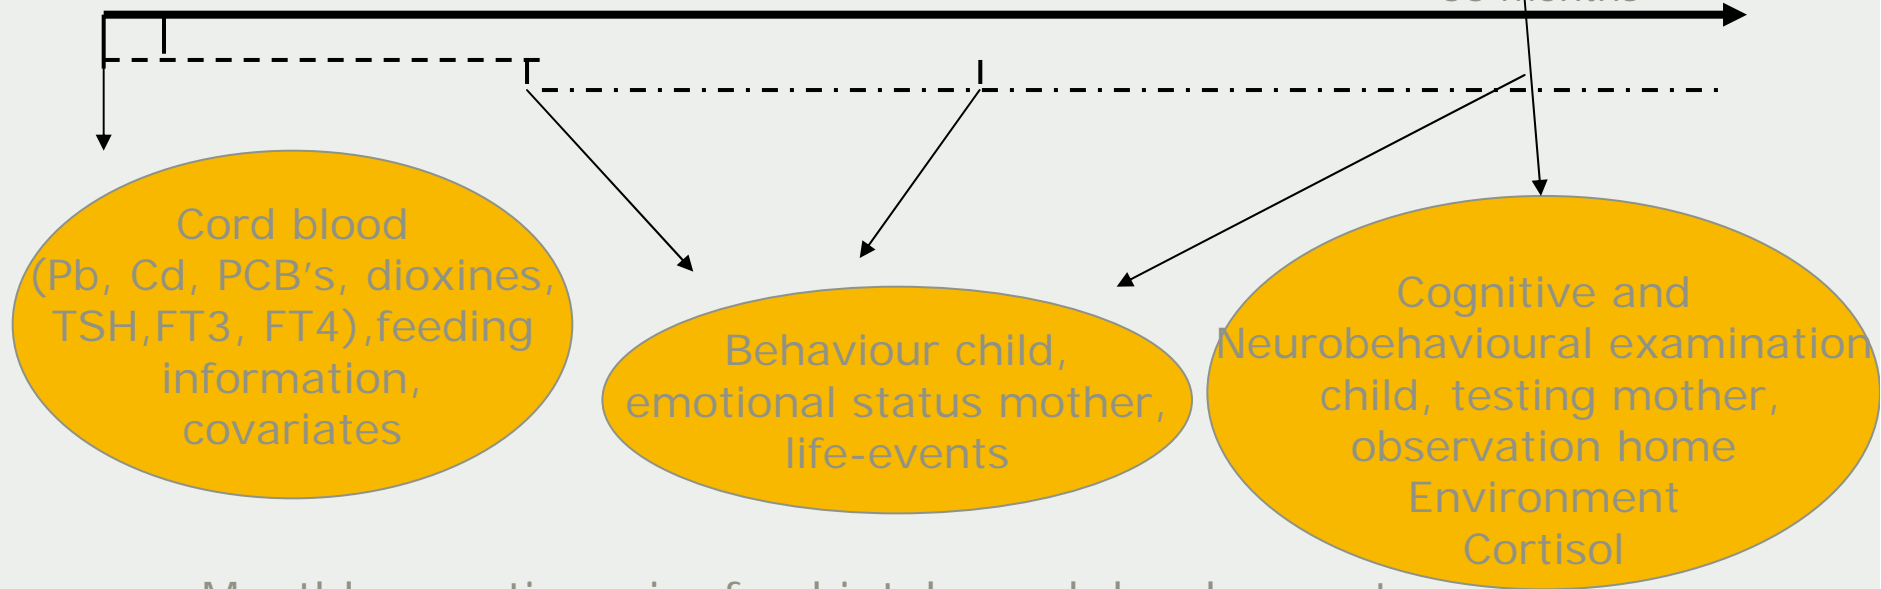 months
Cord blood
(Pb, Cd, PCB's, dioxines,
TSH,FT3, FT4),feeding
information,
covariates
Behaviour child,
emotional status mother,
life-events
Cognitive and
Neurobehavioural examination
child, testing mother,
observation home
Environment
Cortisol